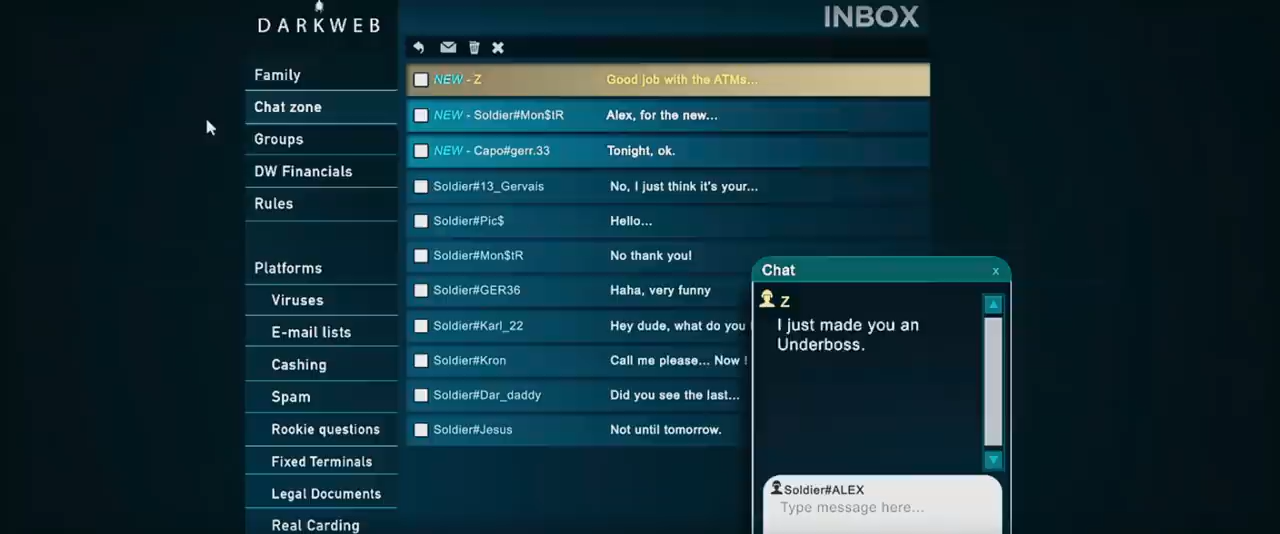 DARKWEB
INBOX
Family
Chat zone
Groups
DW Financials
Rules
Platforms
Viruses
E-mail lists
Cashing
Spam
Rookie questions
Fixed Terminals
Legal Documents
Real Carding
NEW - Z Good job with the ATMs...
NEW - Soldier#Mon$tR Alex, for the new...
NEW - Capo#gerr.33 Tonight, ok.
Soldier#13_Gervais No, I just think it's your...
Soldier#Pic$ Hello...
Soldier#Mon$tR No thank you!
Soldier#GER36 Haha, very funny
Soldier#Karl_22 Hey dude, what do you
Soldier#Kron Call me please... Now !
Soldier#Dar_daddy Did you see the last...
Soldier#Jesus Not until tomorrow.
Chat x
Z
I just made you an
Underboss.
Soldier#ALEX
Type message here...